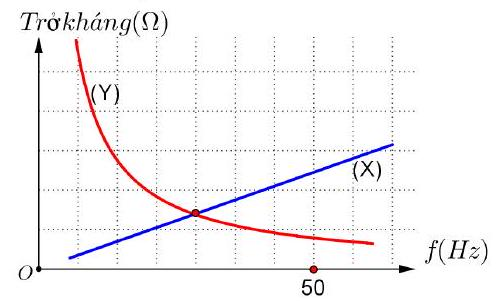 Trởkháng(Ω)
(Y)
(X)
f(Hz)
O
50